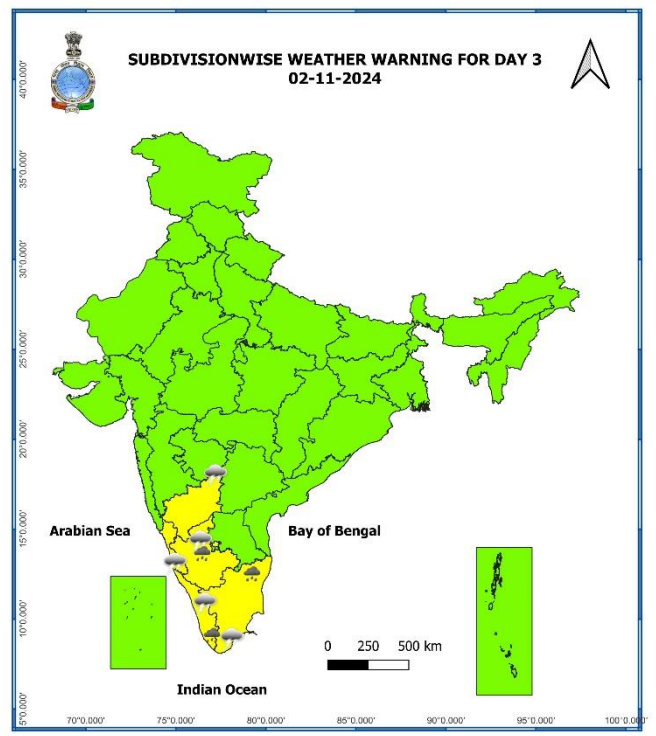 SUBDIVISIONWISE WEATHER WARNING FOR DAY 3
02-11-2024
40°0.000'
35°0.000'
30°0.000'
25°0.000'
20°0.000'
15°0.000'
10°0.000'
5°0.000'
Arabian Sea
Bay of Bengal
0 250 500 km
Indian Ocean
70°0.000' 75°0.000' 80°0.000' 85°0.000' 90°0.000' 95°0.000' 100°0.000'